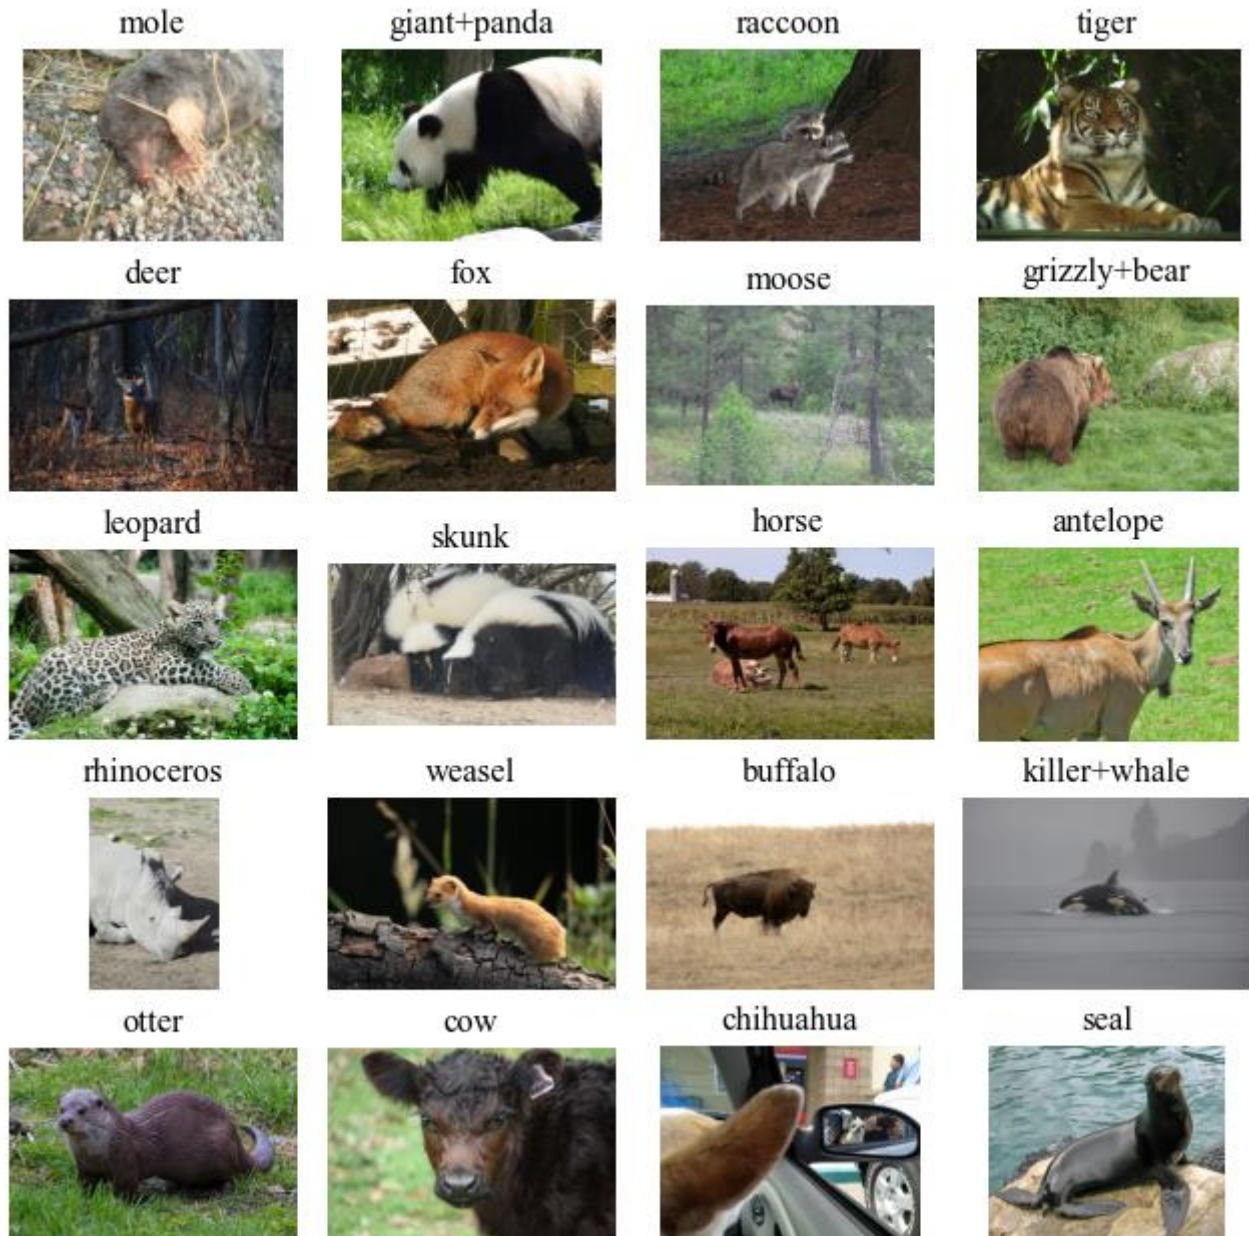 mole
giant+panda
raccoon
tiger
deer
fox
moose
grizzly+bear
leopard
skunk
horse
antelope
rhinoceros
weasel
buffalo
killer+whale
otter
cow
chihuahua
seal